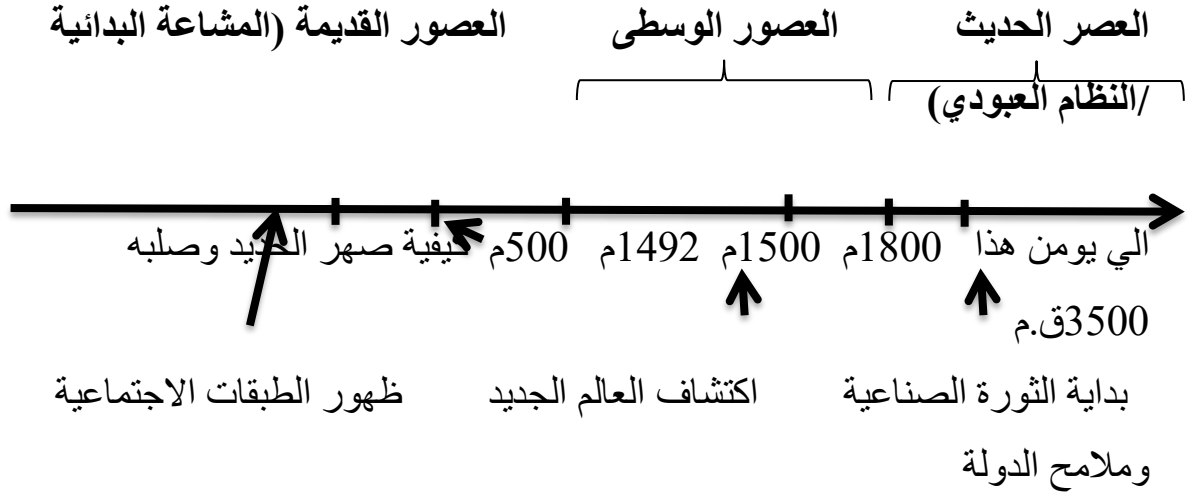 العصر الحديث العصور الوسطى العصور القديمة (المشاعة البدائية
/النظام العبودي)
الي يومن هذا 1800م 1500م 1492م 500م كيفية صهر الحديد وصلبه
3500ق.م
بداية الثورة الصناعية اكتشاف العالم الجديد ظهور الطبقات الاجتماعية
وملامح الدولة